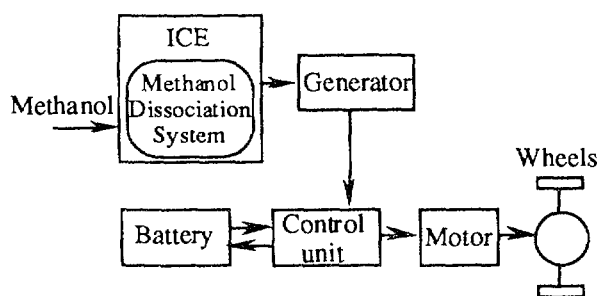 ICE
Methanol
Dissociation
System
Methanol
Generator
Wheels
Battery
Control
unit
Motor